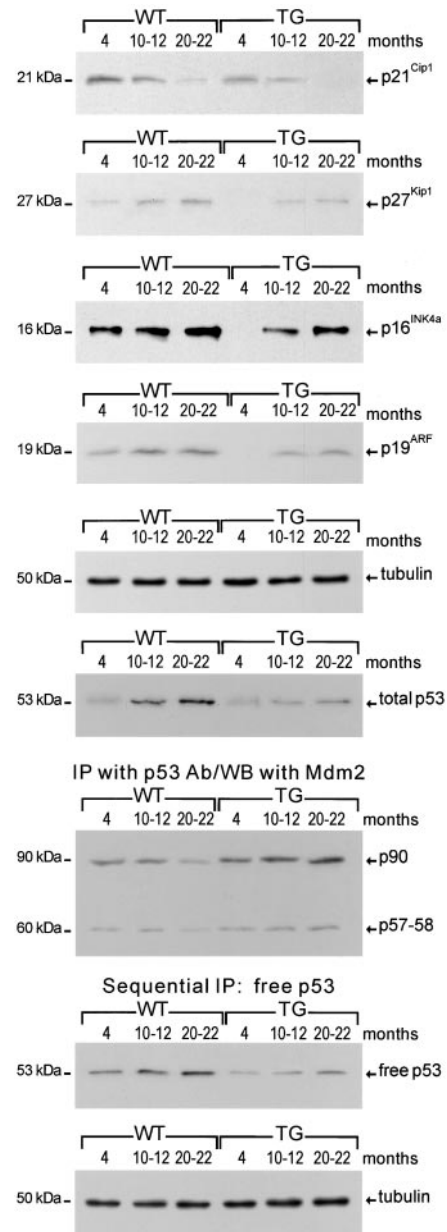 WT TG
4 10-12 20-22 4 10-12 20-22 months
21 kDa ←p21Cip1
WT TG
4 10-12 20-22 4 10-12 20-22 months
27 kDa ←p27Kip1
WT TG
4 10-12 20-22 4 10-12 20-22 months
16 kDa ←p16INK4a
WT TG
4 10-12 20-22 4 10-12 20-22 months
19 kDa ←p19ARF
WT TG
4 10-12 20-22 4 10-12 20-22 months
50 kDa ←tubulin
WT TG
4 10-12 20-22 4 10-12 20-22 months
53 kDa ←total p53
IP with p53 Ab/WB with Mdm2
WT TG
4 10-12 20-22 4 10-12 20-22 months
90 kDa ←p90
60 kDa ←p57-58
Sequential IP: free p53
WT TG
4 10-12 20-22 4 10-12 20-22 months
53 kDa ←free p53
WT TG
4 10-12 20-22 4 10-12 20-22 months
50 kDa ←tubulin